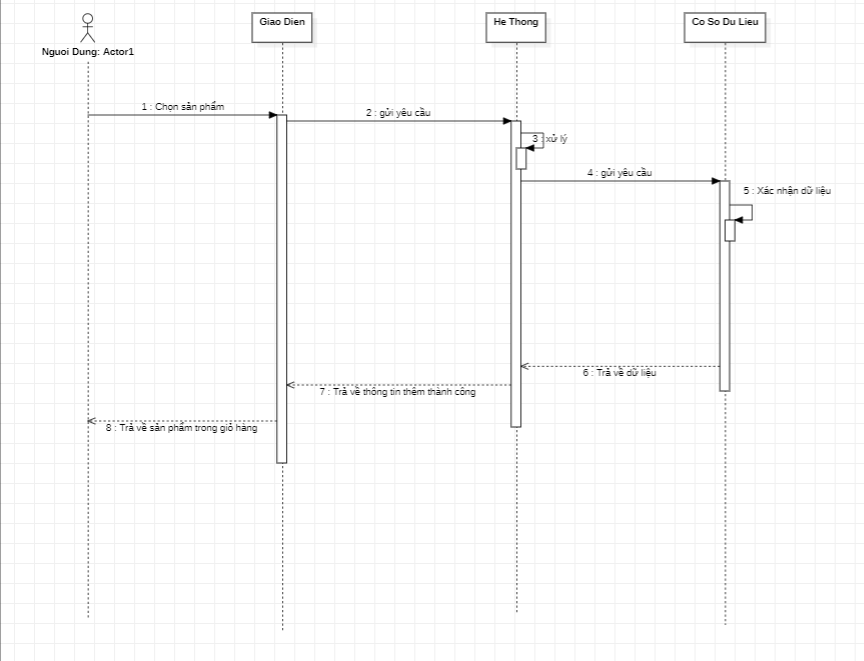 Giao Dien
He Thong
Co So Du Lieu
Nguoi Dung: Actor1
1 : Chọn sản phẩm
2 : gửi yêu cầu
3 : xử lý
4 : gửi yêu cầu
5 : Xác nhận dữ liệu
6 : Trả về dữ liệu
7 : Trả về thông tin thêm thành công
8 : Trả về sản phẩm trong giỏ hàng